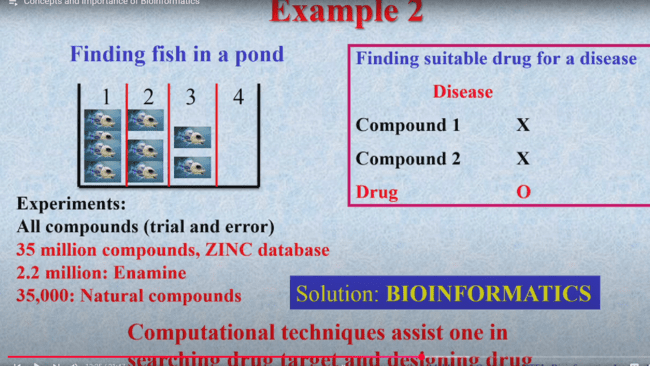 Concepts and Importance of Bioinformatics
Example 2
Finding fish in a pond
1 2 3 4
Finding suitable drug for a disease
Disease
Compound 1 X
Compound 2 X
Drug O
Experiments:
All compounds (trial and error)
35 million compounds, ZINC database
2.2 million: Enamine
35,000: Natural compounds
Solution: BIOINFORMATICS
Computational techniques assist one in
searching drug target and designing drug